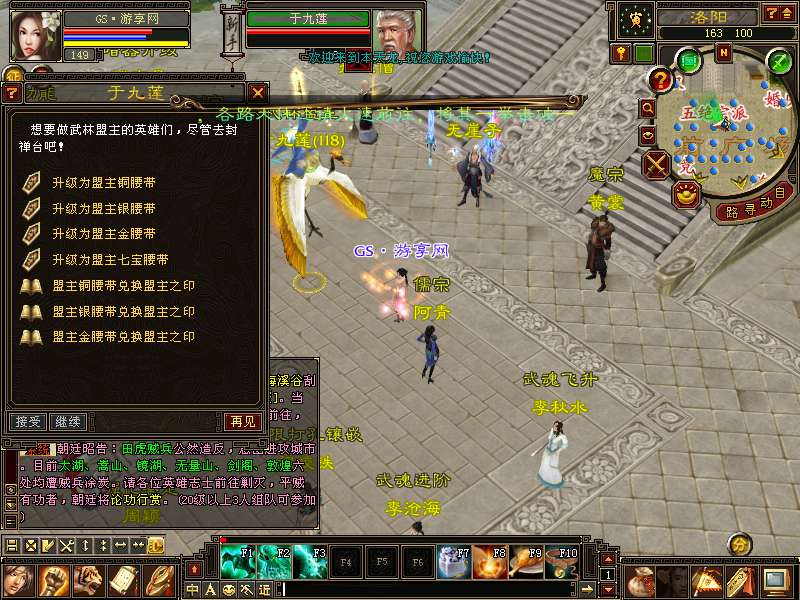 GS·游享网
149
新手
于九莲
欢迎来到本天龙,祝您游戏愉快!
洛阳
163 100
N
五绝宗派
自动寻路
于九莲
想要做武林盟主的英雄们,尽管去封
禅台吧!
升级为盟主铜腰带
升级为盟主银腰带
升级为盟主金腰带
升级为盟主七宝腰带
盟主铜腰带兑换盟主之印
盟主银腰带兑换盟主之印
盟主金腰带兑换盟主之印
接受
继续
再见
九莲(118)
天崖子
魔宗
黄裳
GS·游享网
儒宗
阿青
武魂飞升
李秋水
武魂进阶
李沧海
周颖
朝廷昭告:田虎贼兵公然造反,
进攻城市
。目前太湖、嵩山、镜湖、无量山、剑阁、敦煌六
处均遭贼兵涂炭。请各位英雄志士前往剿灭,平贼
有功者,朝廷将论功行赏。(20级以上3人组队可参加
)
F1
F2
F3
F4
F5
F6
F7
F8
F9
F10
1
中
A
近